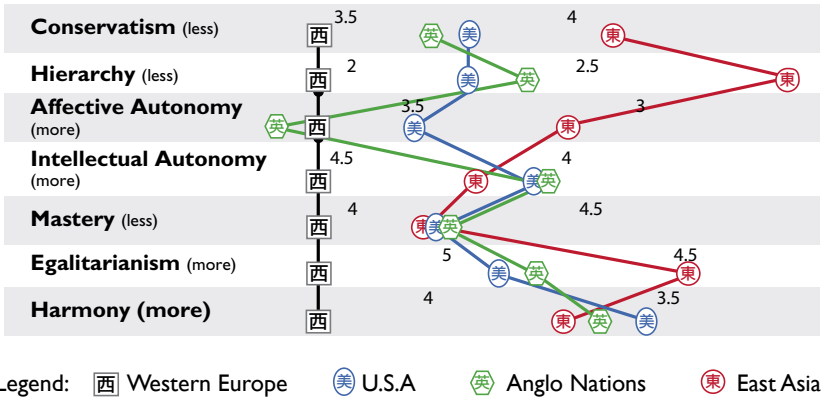 3.5 4
Conservatism (less) 西 英 美 東
2 2.5
Hierarchy (less) 西 美 英 東
Affective Autonomy 3.5 3
(more) 英 西 美 東
Intellectual Autonomy 4.5 4
(more) 西 東 美 英
4 4.5
Mastery (less) 西 東 美 英
5 4.5
Egalitarianism (more) 西 美 英 東
4 3.5
Harmony (more) 西 東 英 美
Legend: 西 Western Europe 美 U.S.A 英 Anglo Nations 東 East Asia